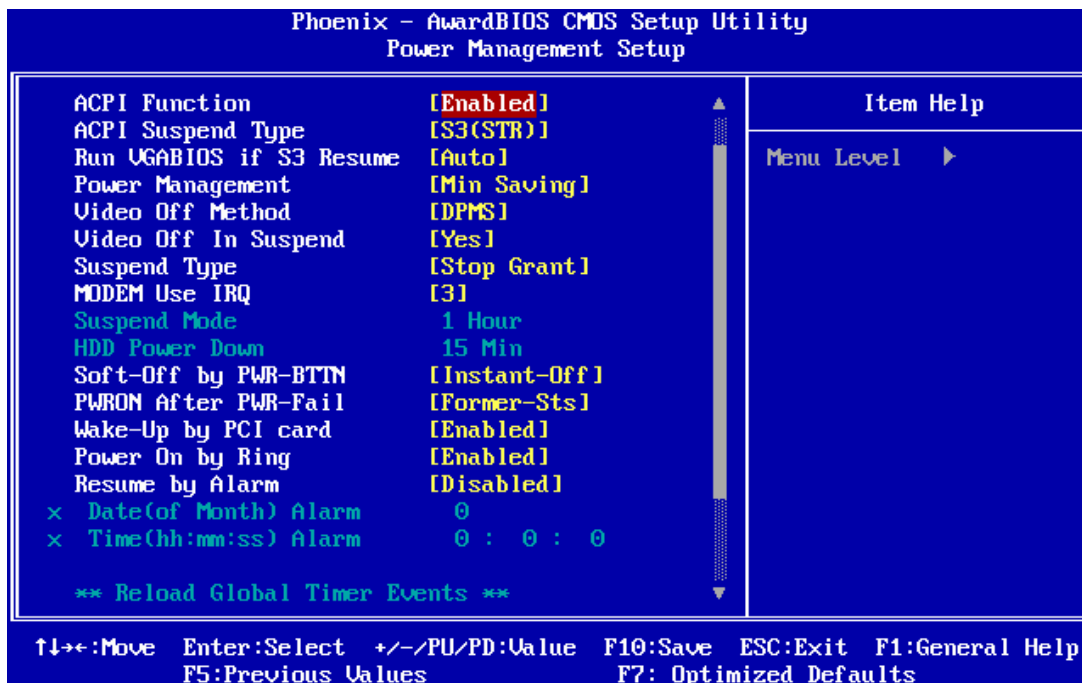 Phoenix - AwardBIOS CMOS Setup Utility
Power Management Setup
ACPI Function [Enabled]
ACPI Suspend Type [S3(STR)]
Run VGABIOS if S3 Resume [Auto]
Power Management [Min Saving]
Video Off Method [DPMS]
Video Off In Suspend [Yes]
Suspend Type [Stop Grant]
MODEM Use IRQ [3]
Suspend Mode 1 Hour
HDD Power Down 15 Min
Soft-Off by PWR-BTTN [Instant-Off]
PWRON After PWR-Fail [Former-Sts]
Wake-Up by PCI card [Enabled]
Power On by Ring [Enabled]
Resume by Alarm [Disabled]
x Date(of Month) Alarm 0
x Time(hh:mm:ss) Alarm 0 : 0 : 0
** Reload Global Timer Events **
Item Help
Menu Level ►
↑↓→←:Move Enter:Select +/-/PU/PD:Value F10:Save ESC:Exit F1:General Help
F5:Previous Values F7: Optimized Defaults